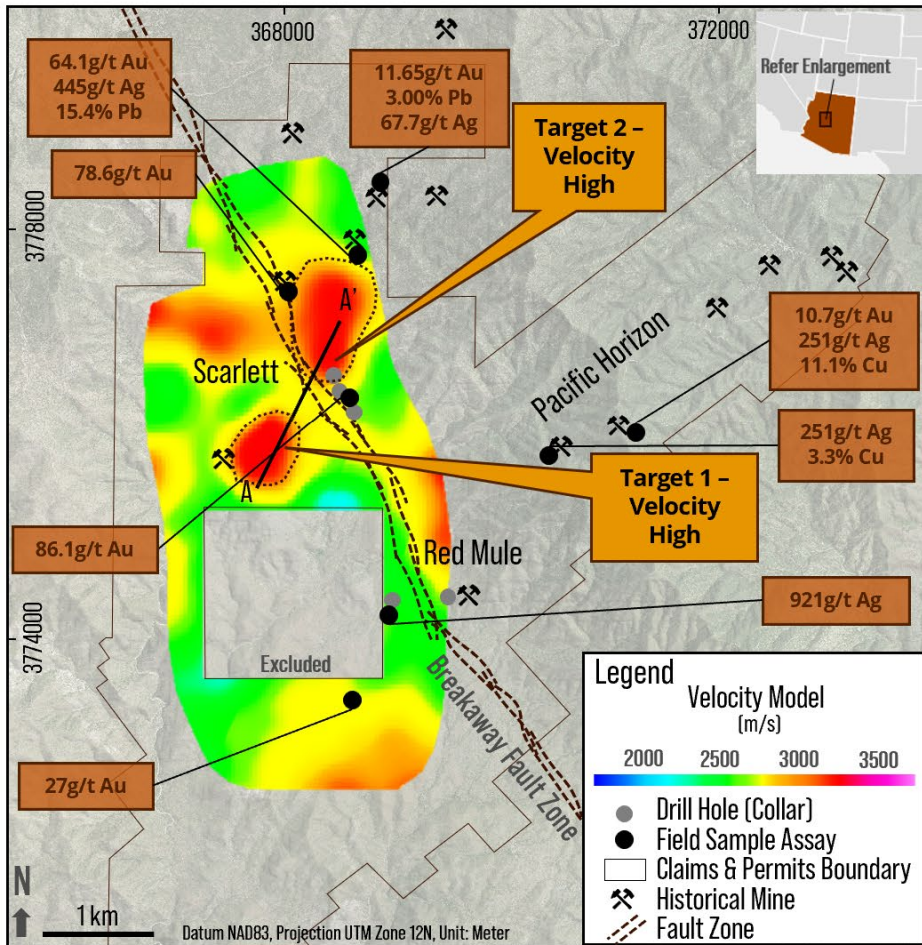 368000
372000
3778000
3774000
Refer Enlargement
64.1g/t Au
445g/t Ag
15.4% Pb
11.65g/t Au
3.00% Pb
67.7g/t Ag
Target 2 –
Velocity
High
78.6g/t Au
A'
Scarlett
Pacific Horizon
10.7g/t Au
251g/t Ag
11.1% Cu
251g/t Ag
3.3% Cu
A
Target 1 –
Velocity
High
86.1g/t Au
Red Mule
921g/t Ag
Excluded
Breakaway Fault Zone
27g/t Au
Legend
Velocity Model
(m/s)
2000 2500 3000 3500
Drill Hole (Collar)
Field Sample Assay
Claims & Permits Boundary
Historical Mine
Fault Zone
N
1 km
Datum NAD83, Projection UTM Zone 12N, Unit: Meter